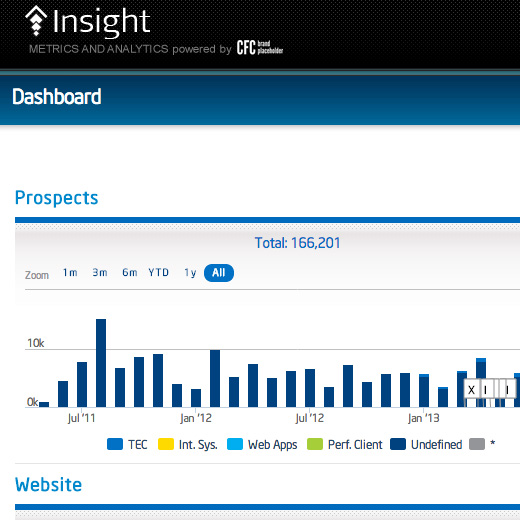 Insight
METRICS AND ANALYTICS powered by CFC brand placeholder
Dashboard
Prospects
Total: 166,201
Zoom 1m 3m 6m YTD 1y All
10k
0k
Jul '11 Jan '12 Jul '12 Jan '13
TEC Int. Sys. Web Apps Perf. Client Undefined *
Website